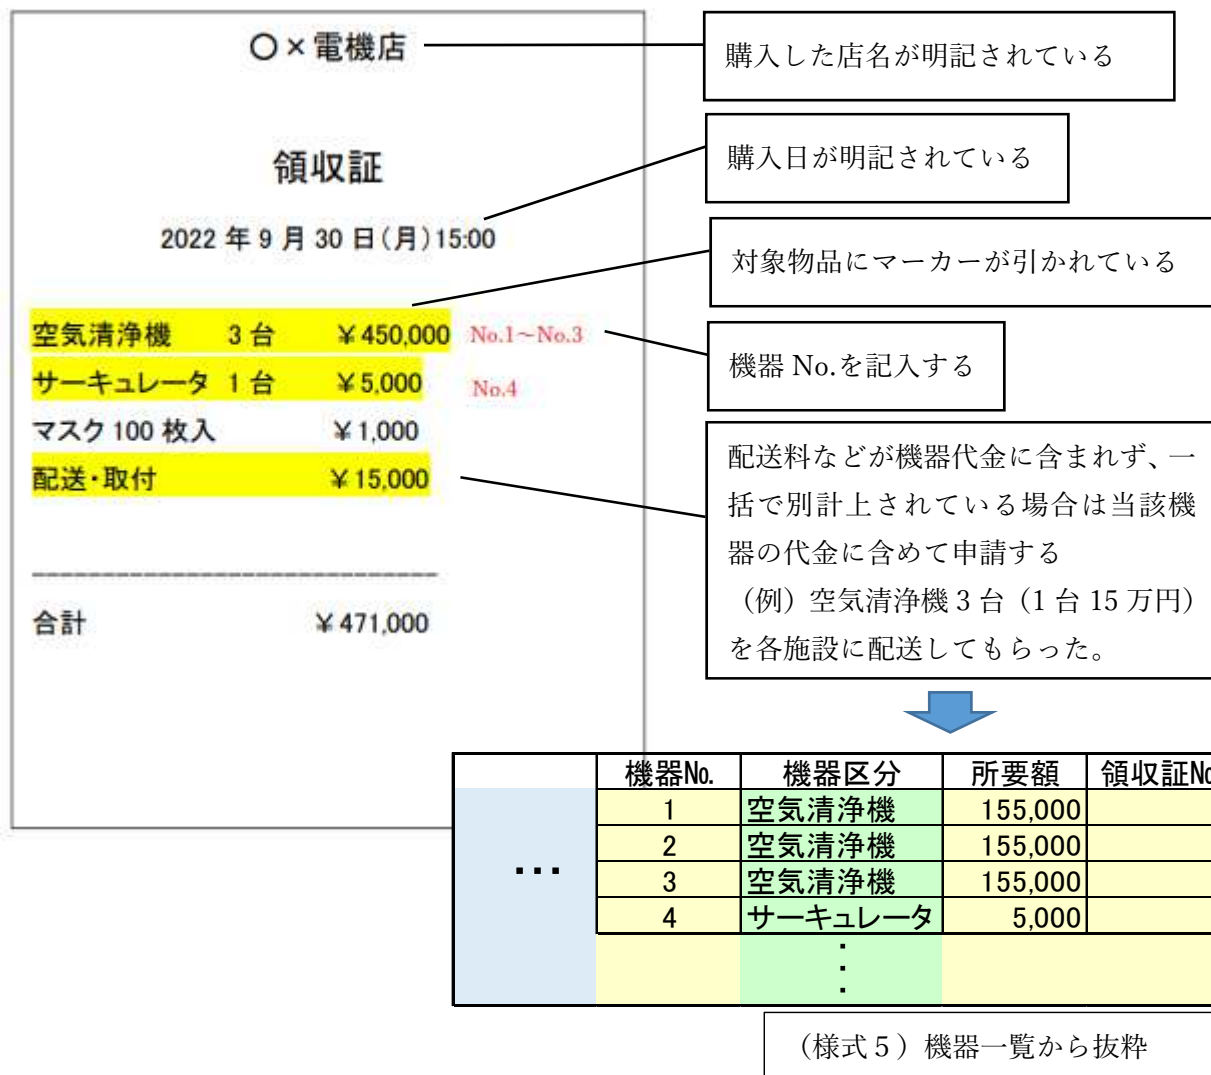 〇×電機店
購入した店名が明記されている
領収証
購入日が明記されている
2022 年 9 月 30 日(月)15:00
対象物品にマーカーが引かれている
空気清浄機 3 台 ¥450,000 No.1～No.3
機器 No.を記入する
サーキュレータ 1 台 ¥5,000 No.4
マスク 100 枚入 ¥1,000
配送・取付 ¥15,000
配送料などが機器代金に含まれず、一
括で別計上されている場合は当該機
器の代金に含めて申請する
（例）空気清浄機 3 台（1 台 15 万円）
を各施設に配送してもらった。
合計 ¥471,000
機器No. 機器区分 所要額 領収証No
1 空気清浄機 155,000
2 空気清浄機 155,000
・・・
3 空気清浄機 155,000
4 サーキュレータ 5,000
・
・
・
（様式５）機器一覧から抜粋